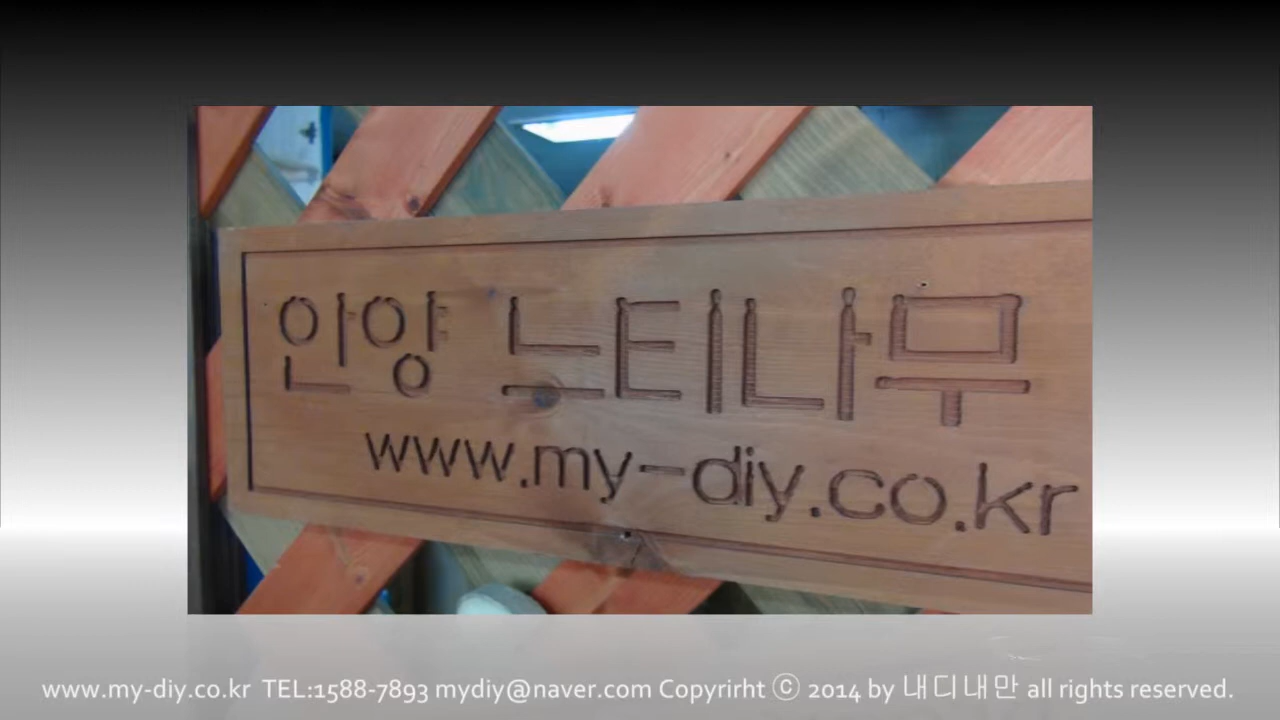 안양 느티나무
www.my-diy.co.kr
www.my-diy.co.kr TEL:1588-7893 mydiy@naver.com Copyrirht ⓒ 2014 by 내디내만 all rights reserved.